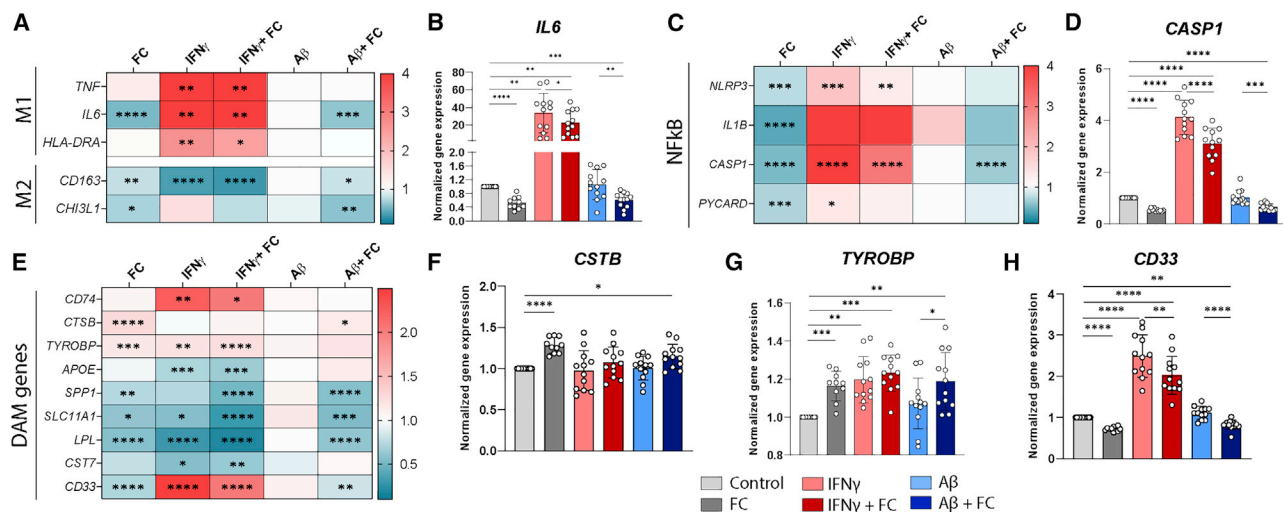 A
FC
IFNγ
IFNγ+ FC
Aβ
Aβ+ FC
M1
TNF
** **
IL6
**** ** ** ***
HLA-DRA
** *
M2
CD163
** **** **** *
CHI3L1
* **
4
3
2
1
B
IL6
Normalized gene expression
***
**
** * **
****
80
60
40
30
20
10
2.0
1.4
1.2
1.0
0.8
0.6
0.4
0.2
0.0
C
FC
IFNγ
IFNγ+ FC
Aβ
Aβ+ FC
NFkB
NLRP3
*** *** **
IL1B
****
CASP1
**** **** **** ****
PYCARD
*** *
4
3
2
1
D
CASP1
Normalized gene expression
****
****
**** **** ***
****
6
4
2
0
E
FC
IFNγ
IFNγ+ FC
Aβ
Aβ+ FC
DAM genes
CD74
** *
CTSB
**** *
TYROBP
*** ** ****
APOE
*** ***
SPP1
** **** ****
SLC11A1
* * **** ***
LPL
**** **** **** ****
CST7
* **
CD33
**** **** **** **
2.0
1.5
1.0
0.5
F
CSTB
Normalized gene expression
*
****
2.0
1.5
1.0
0.5
0.0
G
TYROBP
Normalized gene expression
**
***
** *
***
1.6
1.4
1.2
1.0
0.8
H
CD33
Normalized gene expression
**
****
**** ** ****
****
4
3
2
1
0
Control
IFNγ
Aβ
FC
IFNγ + FC
Aβ + FC